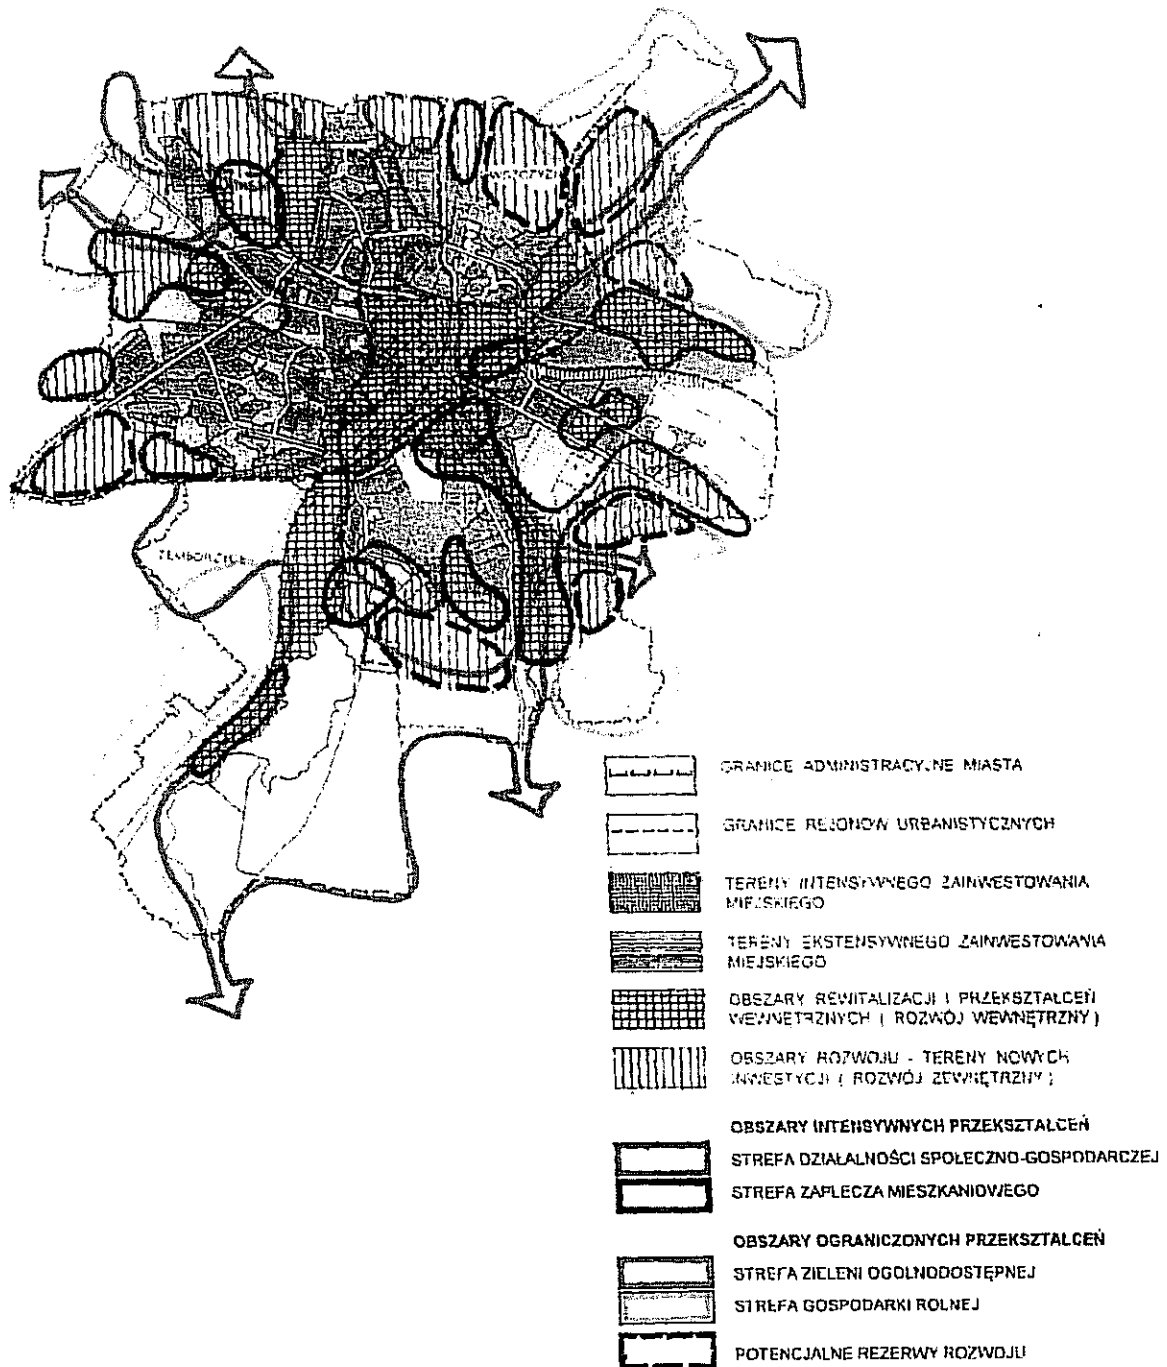 ZEMBORZYCE
GRANICE ADMINISTRACYJNE MIASTA
GRANICE REJONÓW URBANISTYCZNYCH
TERENY INTENSYWNEGO ZAINWESTOWANIA
MIEJSKIEGO
TERENY EKSTENSYWNEGO ZAINWESTOWANIA
MIEJSKIEGO
OBSZARY REWITALIZACJI I PRZEKSZTAŁCEŃ
WEWNĘTRZNYCH ( ROZWÓJ WEWNĘTRZNY )
OBSZARY ROZWOJU - TERENY NOWYCH
INWESTYCJI ( ROZWÓJ ZEWNĘTRZNY )
OBSZARY INTENSYWNYCH PRZEKSZTAŁCEŃ
STREFA DZIAŁALNOŚCI SPOŁECZNO-GOSPODARCZEJ
STREFA ZAPLECZA MIESZKANIOWEGO
OBSZARY OGRANICZONYCH PRZEKSZTAŁCEŃ
STREFA ZIELENI OGÓLNODOSTĘPNEJ
STREFA GOSPODARKI ROLNEJ
POTENCJALNE REZERWY ROZWOJU